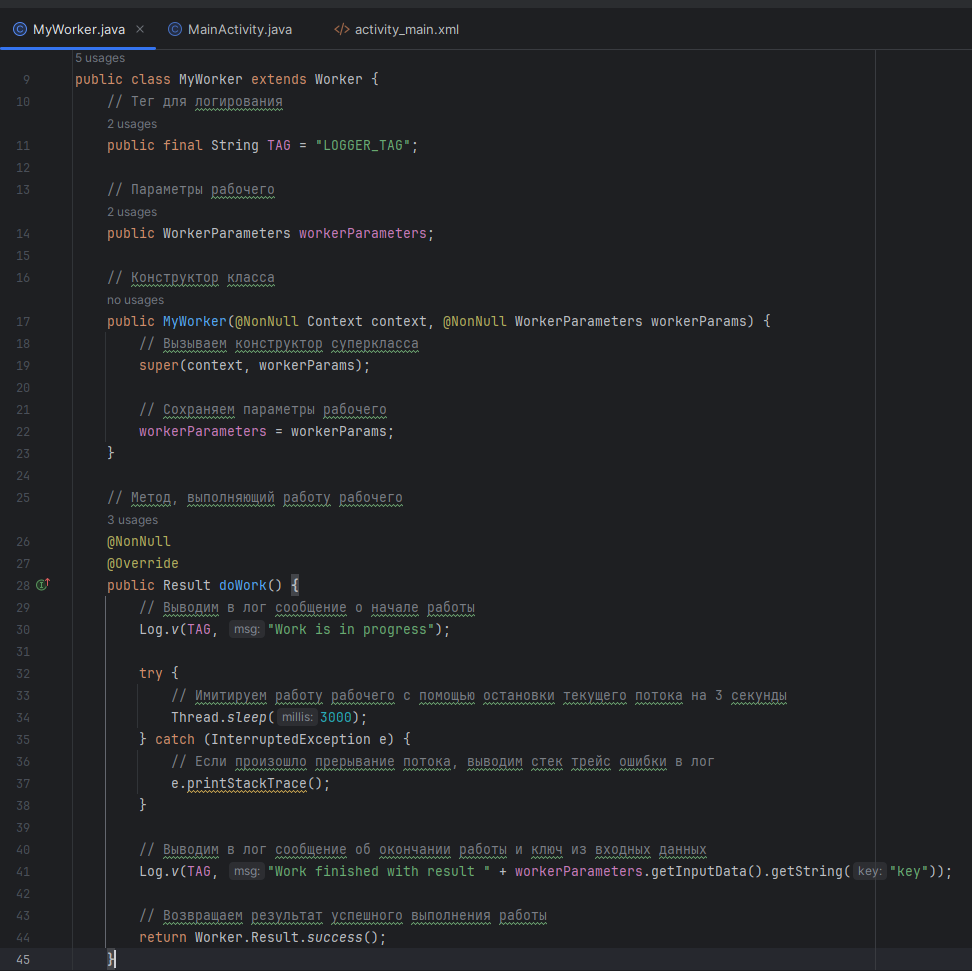 MyWorker.java
MainActivity.java
</> activity_main.xml
5 usages
9 public class MyWorker extends Worker {
10 // Тег для логирования
2 usages
11 public final String TAG = "LOGGER_TAG";
12
13 // Параметры рабочего
2 usages
14 public WorkerParameters workerParameters;
15
16 // Конструктор класса
no usages
17 public MyWorker(@NonNull Context context, @NonNull WorkerParameters workerParams) {
18 // Вызываем конструктор суперкласса
19 super(context, workerParams);
20
21 // Сохраняем параметры рабочего
22 workerParameters = workerParams;
23 }
24
25 // Метод, выполняющий работу рабочего
3 usages
26 @NonNull
27 @Override
28 public Result doWork() {
29 // Выводим в лог сообщение о начале работы
30 Log.v(TAG, msg: "Work is in progress");
31
32 try {
33 // Имитируем работу рабочего с помощью остановки текущего потока на 3 секунды
34 Thread.sleep( millis: 3000);
35 } catch (InterruptedException e) {
36 // Если произошло прерывание потока, выводим стек трейс ошибки в лог
37 e.printStackTrace();
38 }
39
40 // Выводим в лог сообщение об окончании работы и ключ из входных данных
41 Log.v(TAG, msg: "Work finished with result " + workerParameters.getInputData().getString( key: "key"));
42
43 // Возвращаем результат успешного выполнения работы
44 return Worker.Result.success();
45 }